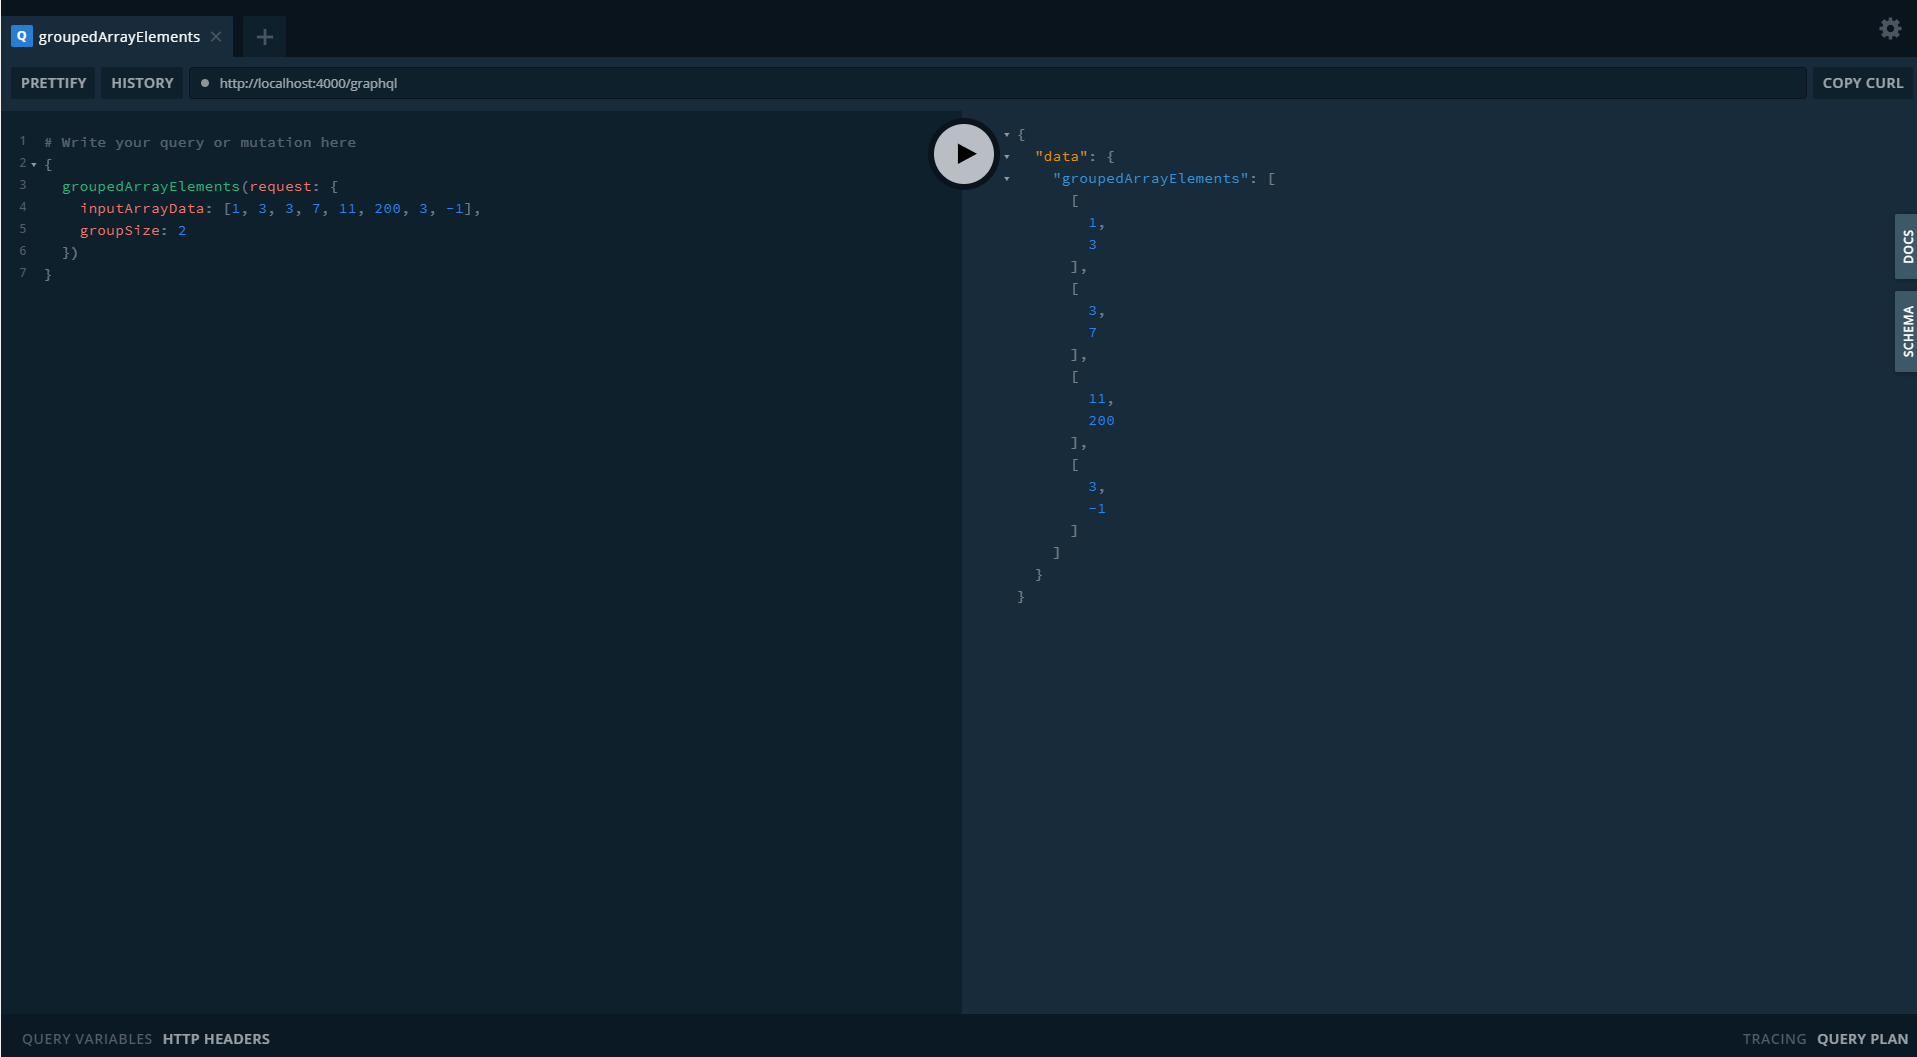 Q groupedArrayElements × +
PRETTIFY HISTORY http://localhost:4000/graphql COPY CURL
1 # Write your query or mutation here
2 {
3 groupedArrayElements(request: {
4 inputArrayData: [1, 3, 3, 7, 11, 200, 3, -1],
5 groupSize: 2
6 })
7 }
{
"data": {
"groupedArrayElements": [
[
1,
3
],
[
3,
7
],
[
11,
200
],
[
3,
-1
]
]
}
}
DOCS
SCHEMA
QUERY VARIABLES HTTP HEADERS
TRACING QUERY PLAN